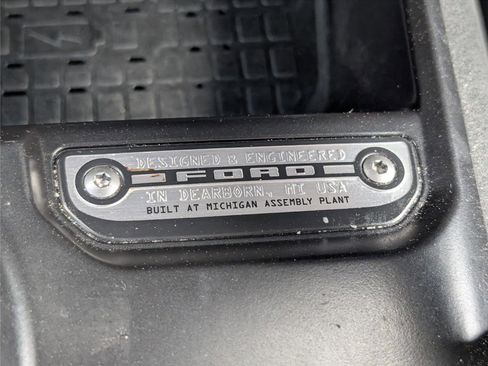 DESIGNED & ENGINEERED
FORD
IN DEARBORN, MI USA
BUILT AT MICHIGAN ASSEMBLY PLANT